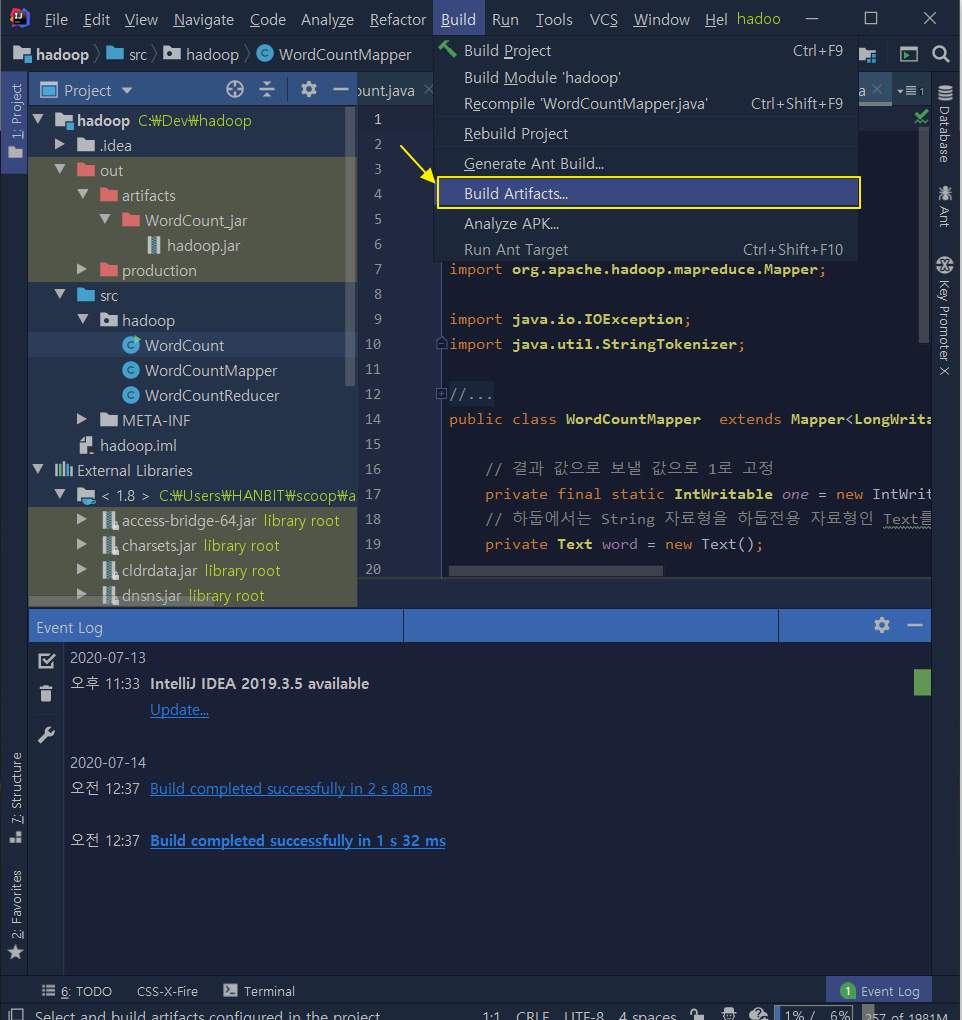 File Edit View Navigate Code Analyze Refactor Build Run Tools VCS Window Hel hadoo
hadoop src hadoop WordCountMapper
Build Project Ctrl+F9
Build Module 'hadoop'
Recompile 'WordCountMapper.java' Ctrl+Shift+F9
Rebuild Project
Generate Ant Build...
Build Artifacts...
Analyze APK...
Run Ant Target Ctrl+Shift+F10
1: Project
Project
ount.java
a
1
hadoop C:₩Dev₩hadoop
.idea
out
artifacts
WordCount_jar
hadoop.jar
production
src
hadoop
WordCount
WordCountMapper
WordCountReducer
META-INF
hadoop.iml
External Libraries
< 1.8 > C:₩Users₩HANBIT₩scoop₩a
access-bridge-64.jar library root
charsets.jar library root
cldrdata.jar library root
dnsns.jar library root
1
2
3
4
5
6
7 import org.apache.hadoop.mapreduce.Mapper;
8
9 import java.io.IOException;
10 import java.util.StringTokenizer;
11
12 //...
14 public class WordCountMapper extends Mapper<LongWrita
15
16 // 결과 값으로 보낼 값으로 1로 고정
17 private final static IntWritable one = new IntWrit
18 // 하둡에서는 String 자료형을 하둡전용 자료형인 Text를
19 private Text word = new Text();
20
Database
Ant
Key Promoter X
Event Log
2020-07-13
오후 11:33 IntelliJ IDEA 2019.3.5 available
Update...
2020-07-14
오전 12:37 Build completed successfully in 2 s 88 ms
오전 12:37 Build completed successfully in 1 s 32 ms
7: Structure
2: Favorites
6: TODO CSS-X-Fire Terminal 1 Event Log
Select and build artifacts configured in the project 1:1 CRLF UTF-8 4 spaces 1% / 6% 257 of 1981M